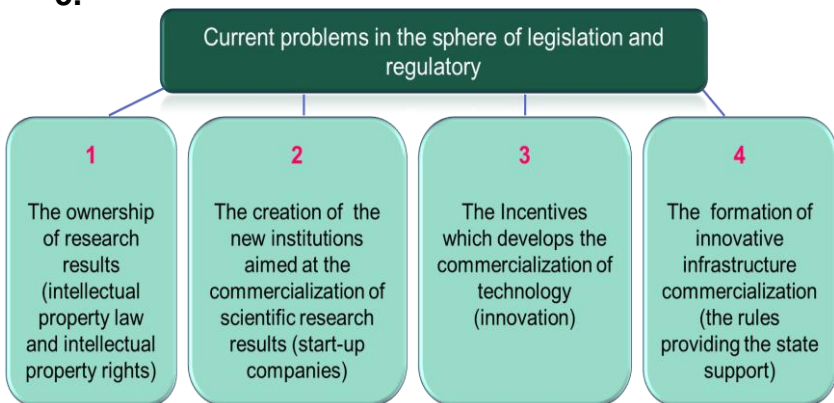 Current problems in the sphere of legislation and
regulatory
1
The ownership
of research
results
(intellectual
property law
and intellectual
property rights)
2
The creation of the
new institutions
aimed at the
commercialization of
scientific research
results (start-up
companies)
3
The Incentives
which develops the
commercialization of
technology
(innovation)
4
The formation of
innovative
infrastructure
commercialization
(the rules
providing the state
support)